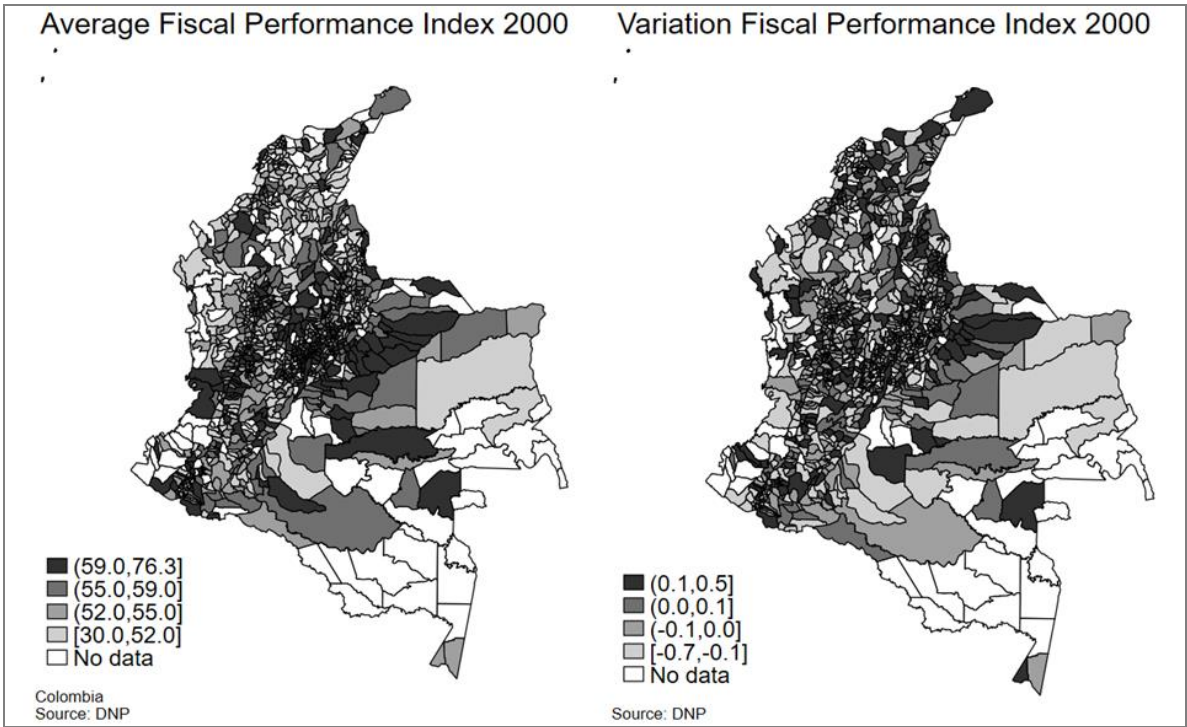 Average Fiscal Performance Index 2000
(59.0,76.3]
(55.0,59.0]
(52.0,55.0]
[30.0,52.0]
No data
Colombia
Source: DNP
Variation Fiscal Performance Index 2000
(0.1,0.5]
(0.0,0.1]
(-0.1,0.0]
[-0.7,-0.1]
No data
Source: DNP